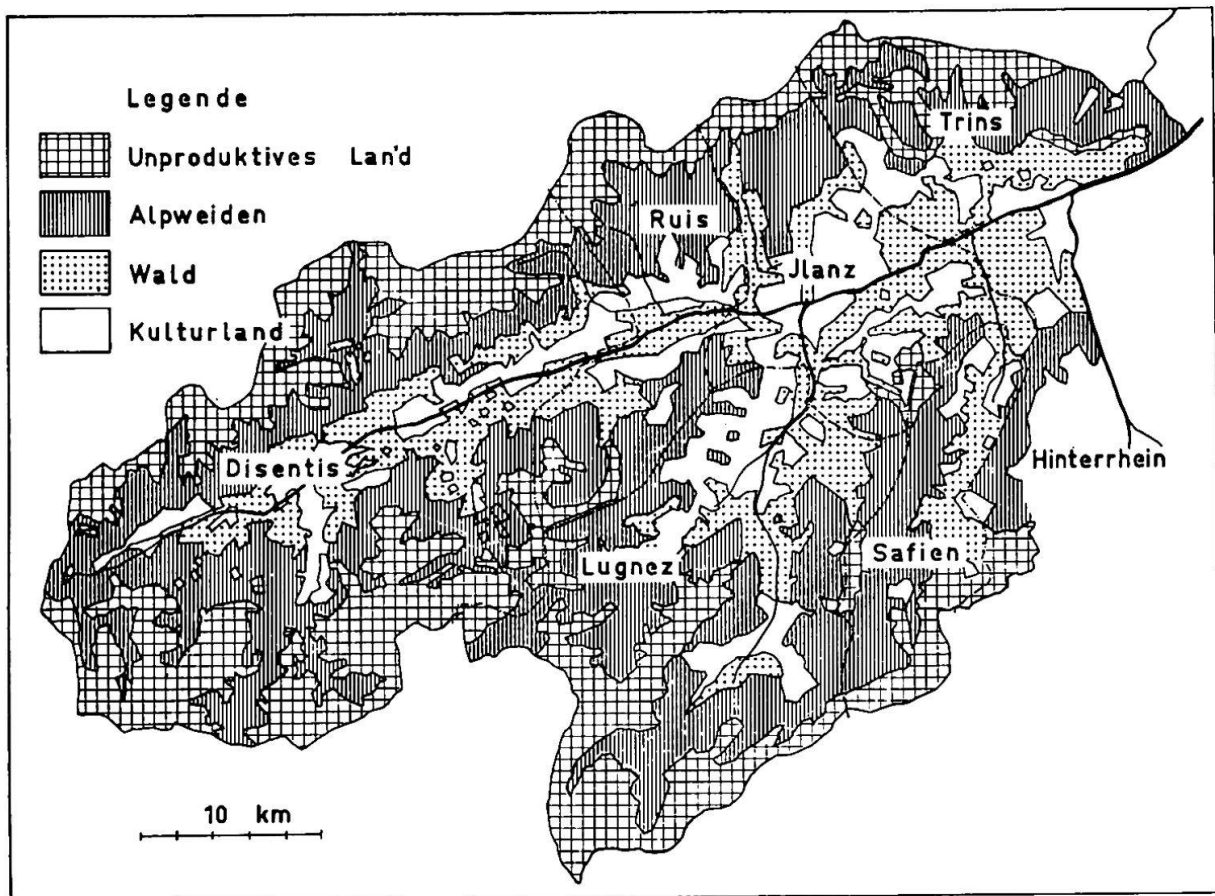 Legende
Unproduktives Lan'd
Alpweiden
Wald
Kulturland
Trins
Ruis
Jlanz
Disentis
Hinterrhein
Safien
Lugnez
10 km